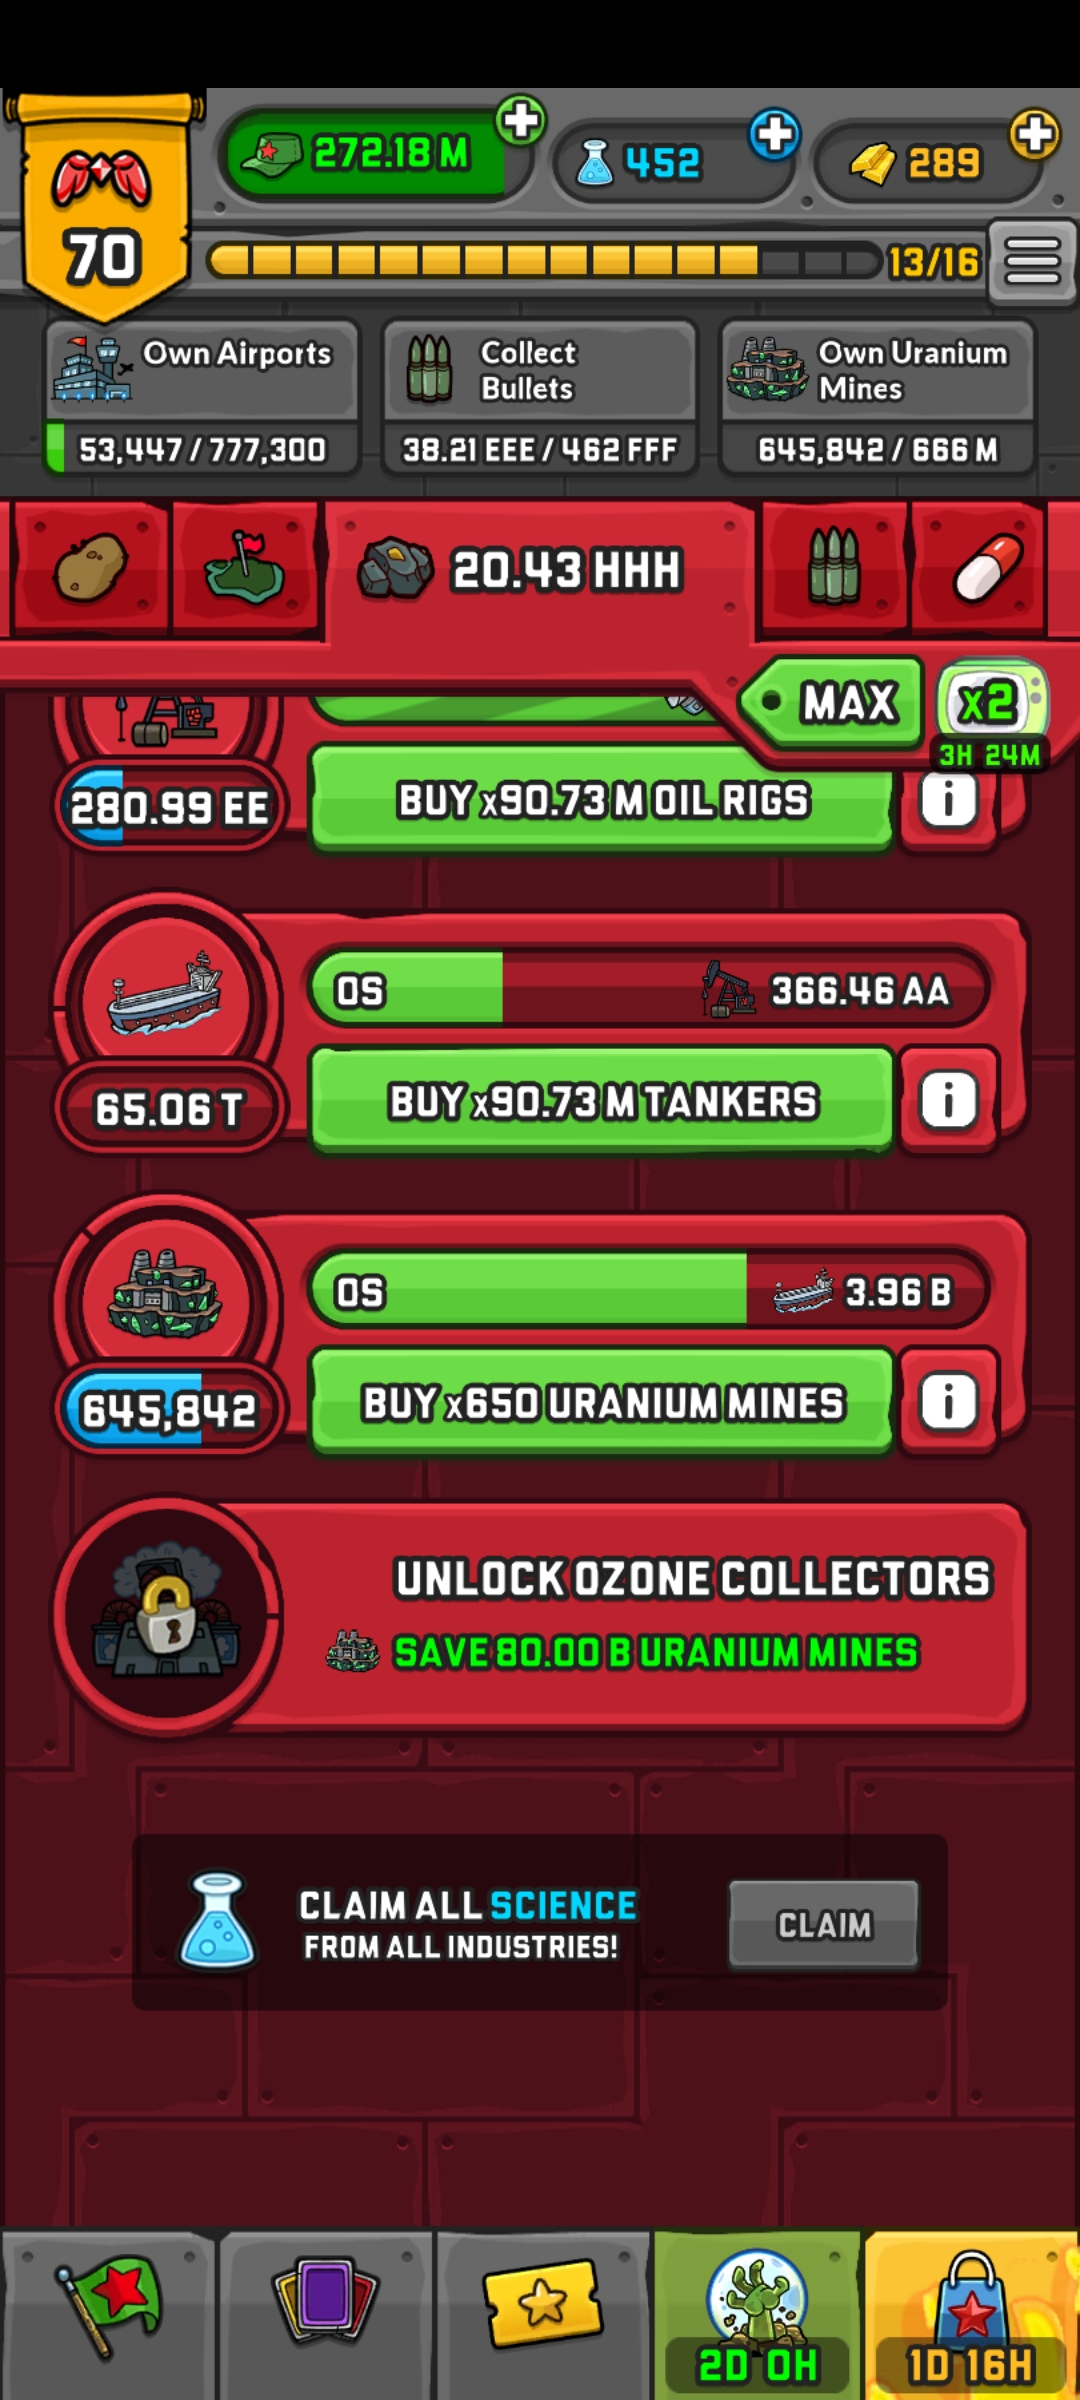 272.18 M
452
289
70
13/16
Own Airports
53,447 / 777,300
Collect
Bullets
38.21 EEE / 462 FFF
Own Uranium
Mines
645,842 / 666 M
20.43 HHH
MAX
x2
3H 24M
280.99 EE
BUY x90.73 M OIL RIGS
i
0S
366.46 AA
65.06 T
BUY x90.73 M TANKERS
i
0S
3.96 B
645,842
BUY x650 URANIUM MINES
i
UNLOCK OZONE COLLECTORS
SAVE 80.00 B URANIUM MINES
CLAIM ALL SCIENCE
FROM ALL INDUSTRIES!
CLAIM
2D 0H
1D 16H